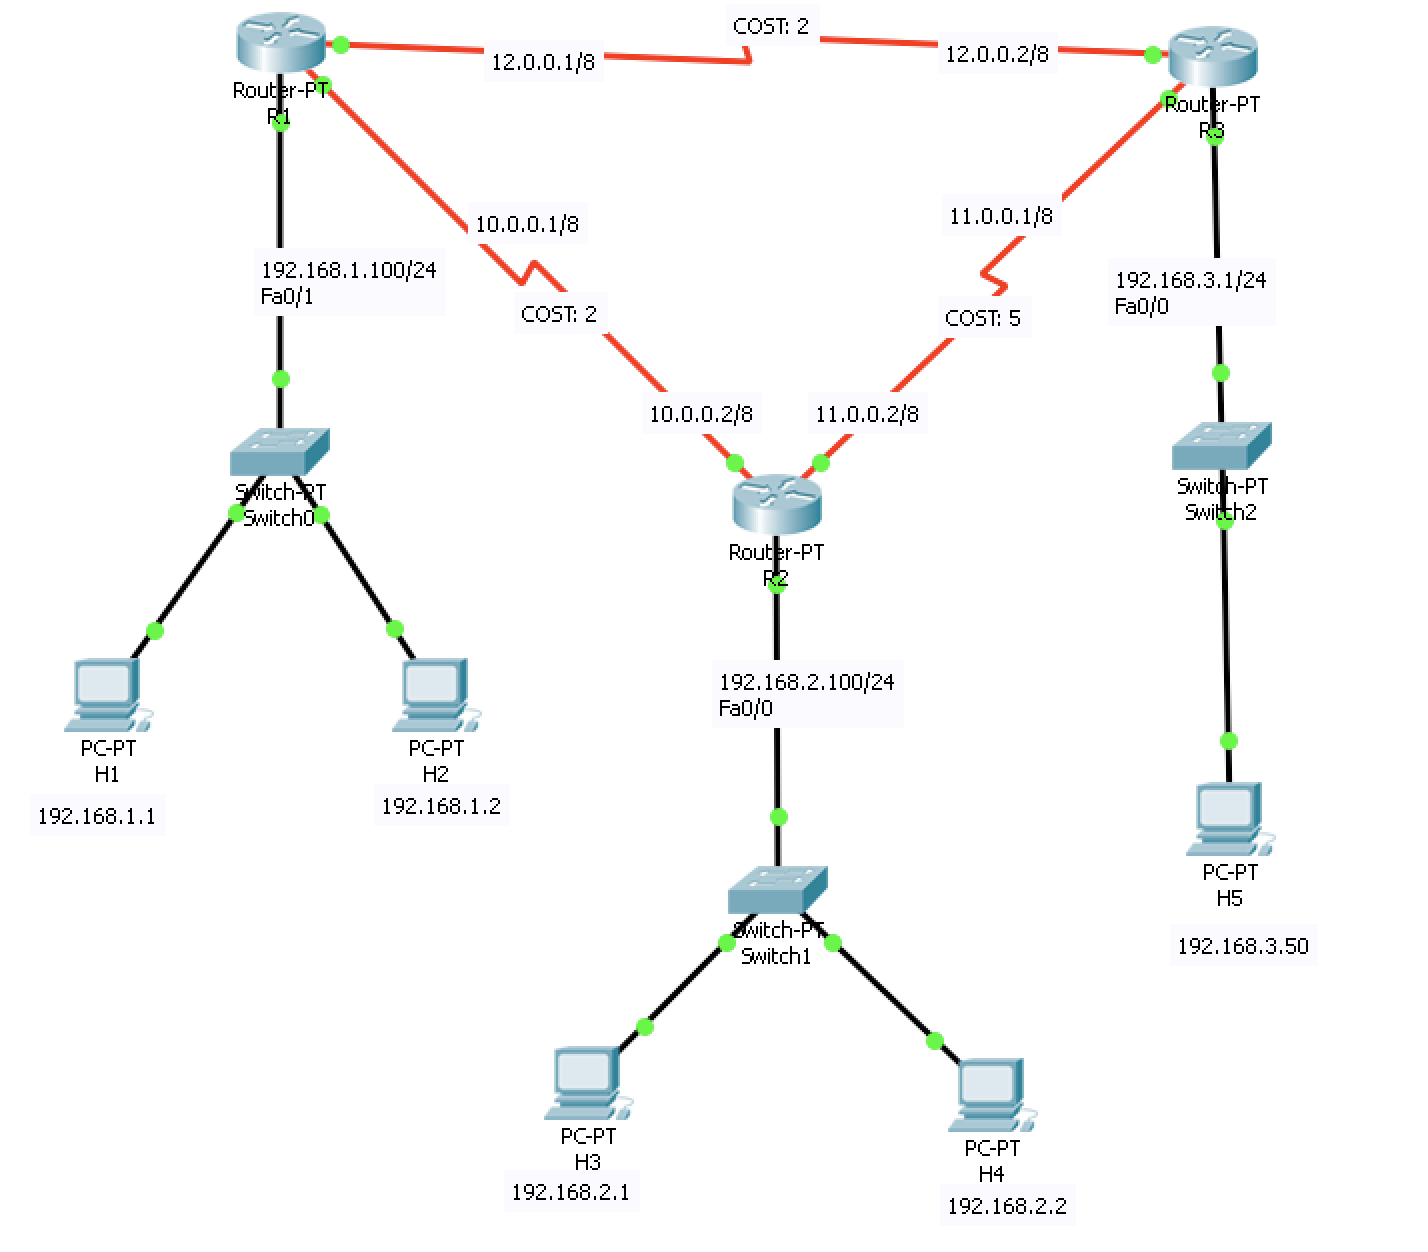 COST: 2
12.0.0.1/8
12.0.0.2/8
Router-PT
R1
Router-PT
R3
10.0.0.1/8
11.0.0.1/8
192.168.1.100/24
Fa0/1
192.168.3.1/24
Fa0/0
COST: 2
COST: 5
10.0.0.2/8
11.0.0.2/8
Switch-PT
Switch0
Switch-PT
Switch2
Router-PT
R2
192.168.2.100/24
Fa0/0
PC-PT
H1
192.168.1.1
PC-PT
H2
192.168.1.2
PC-PT
H5
192.168.3.50
Switch-PT
Switch1
PC-PT
H3
192.168.2.1
PC-PT
H4
192.168.2.2